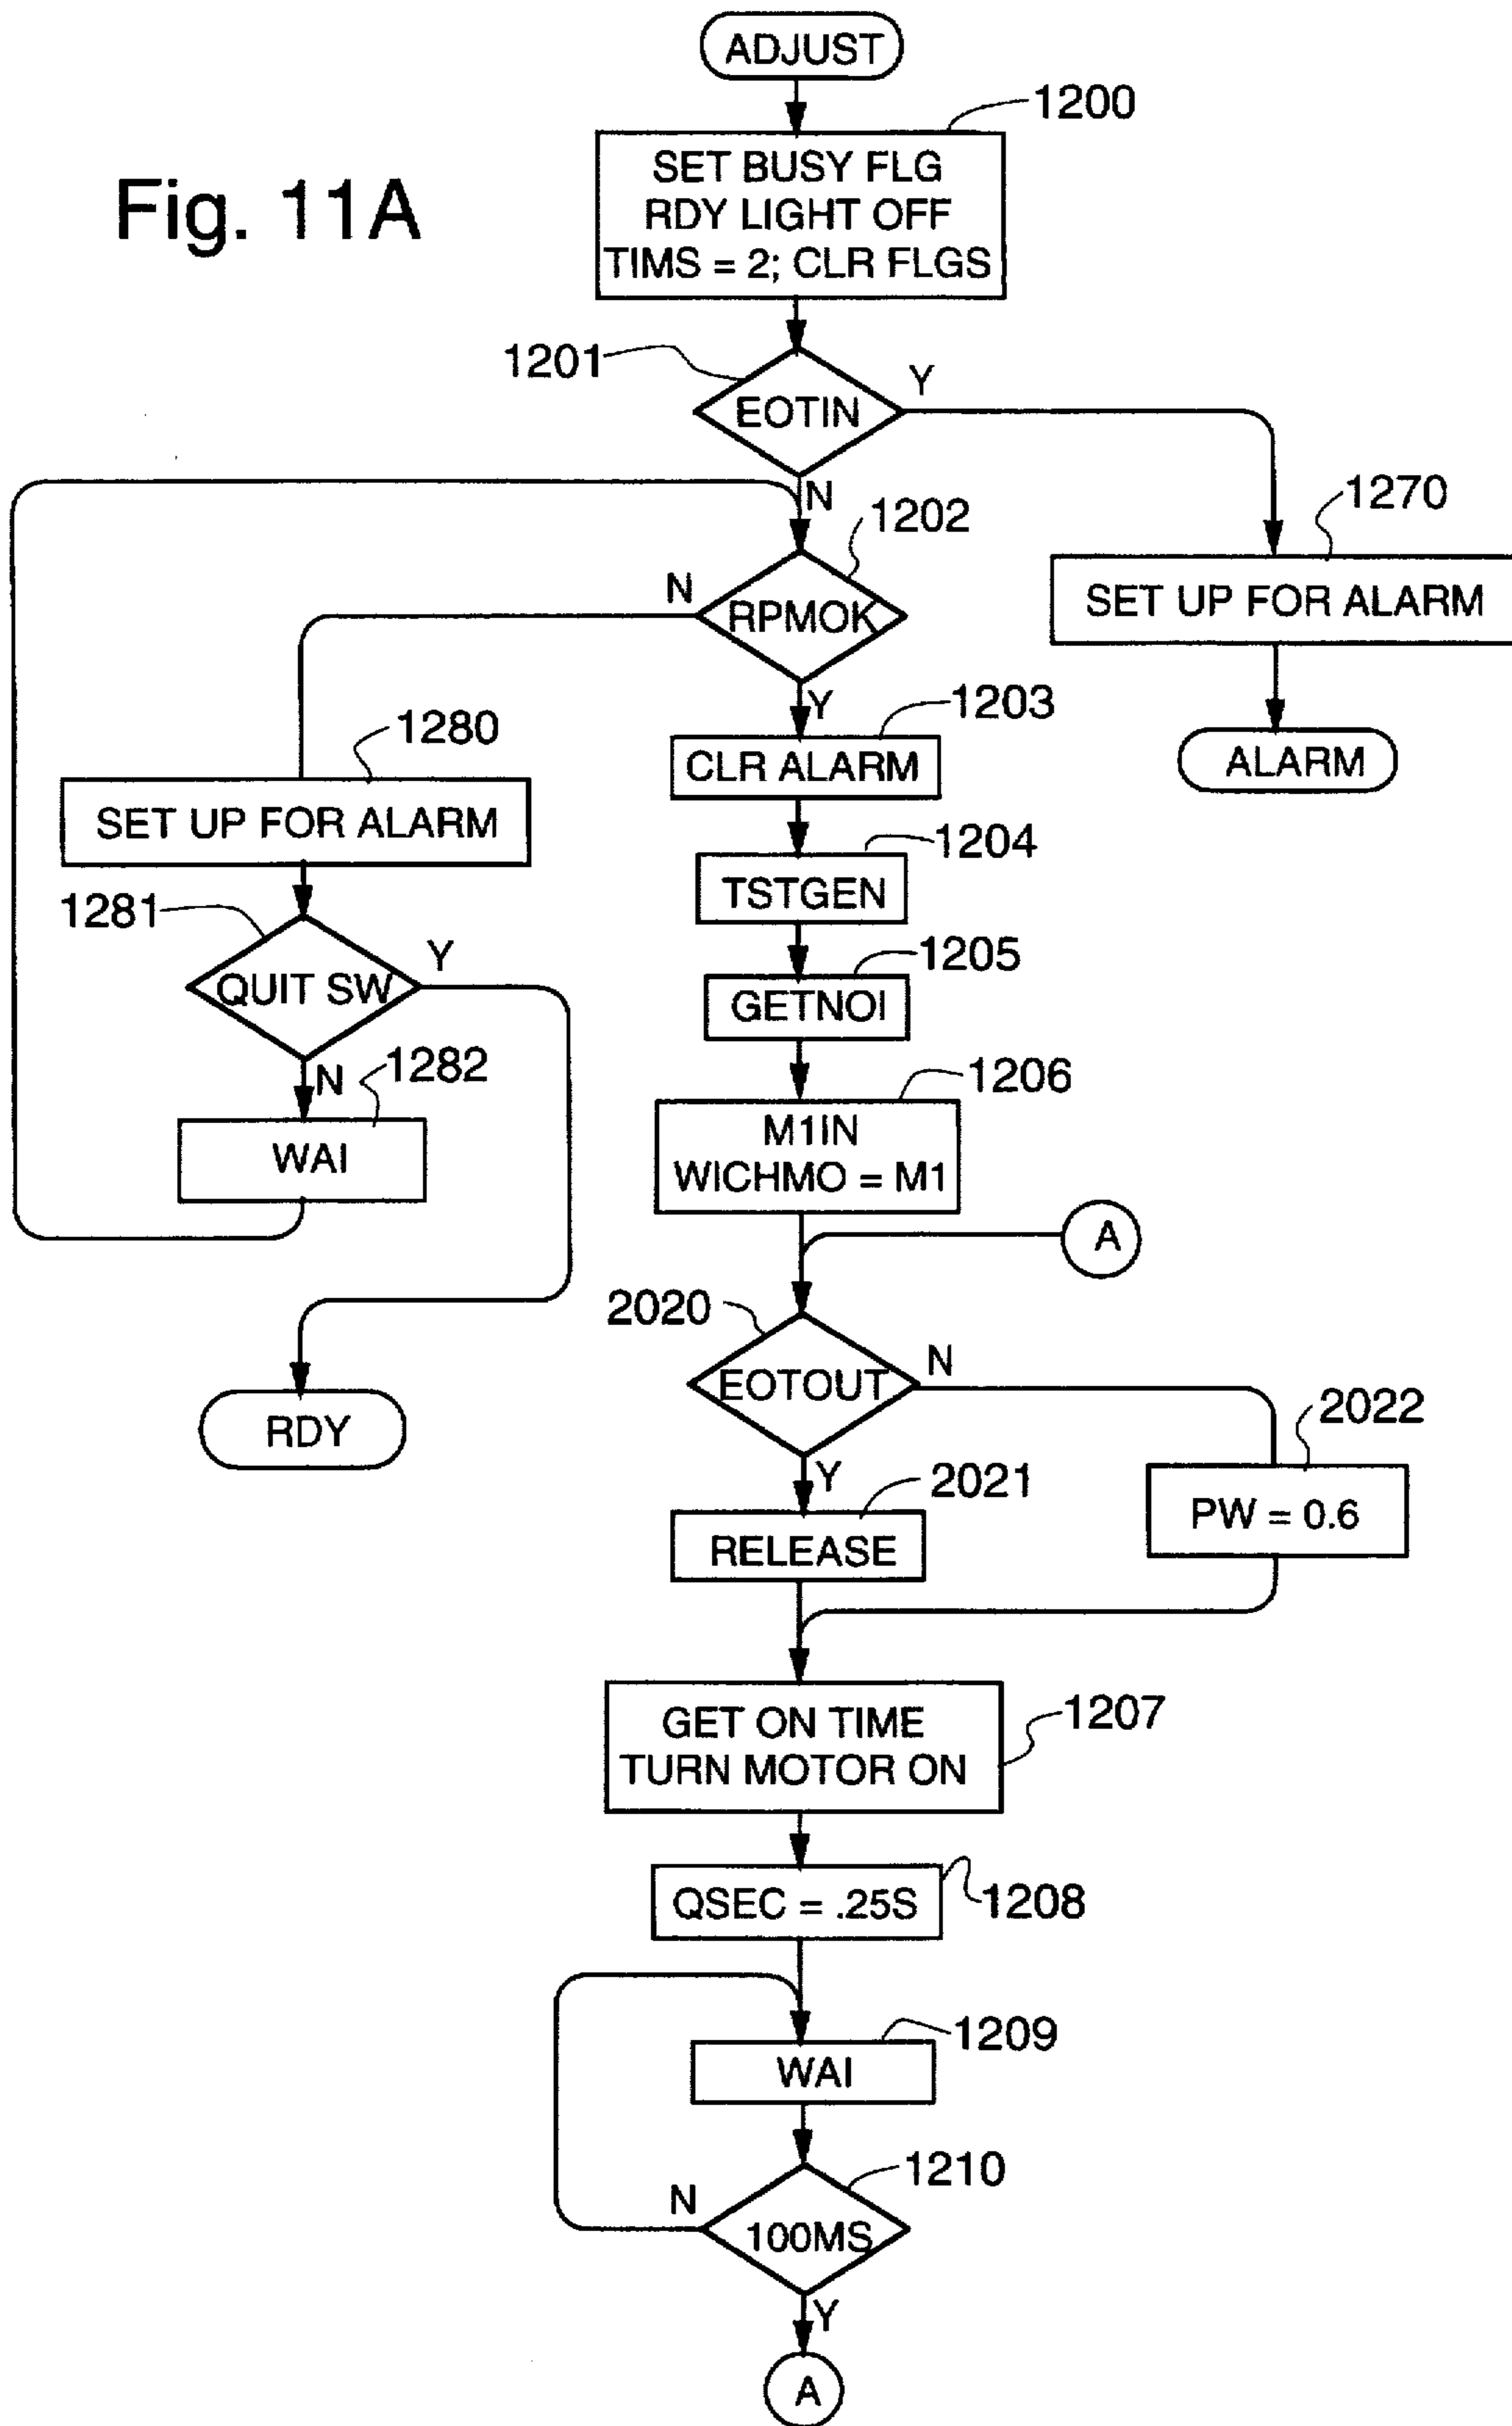 Fig. 11A
ADJUST
1200
SET BUSY FLG
RDY LIGHT OFF
TIMS = 2; CLR FLGS
1201
EOTIN
Y
N
1270
SET UP FOR ALARM
ALARM
1202
RPMOK
N
Y
1203
CLR ALARM
1280
SET UP FOR ALARM
1204
TSTGEN
1281
QUIT SW
Y
N
1205
GETNOI
1282
WAI
1206
M1IN
WICHMO = M1
A
RDY
2020
EOTOUT
N
Y
2022
PW = 0.6
2021
RELEASE
1207
GET ON TIME
TURN MOTOR ON
1208
QSEC = .25S
1209
WAI
1210
100MS
N
Y
A